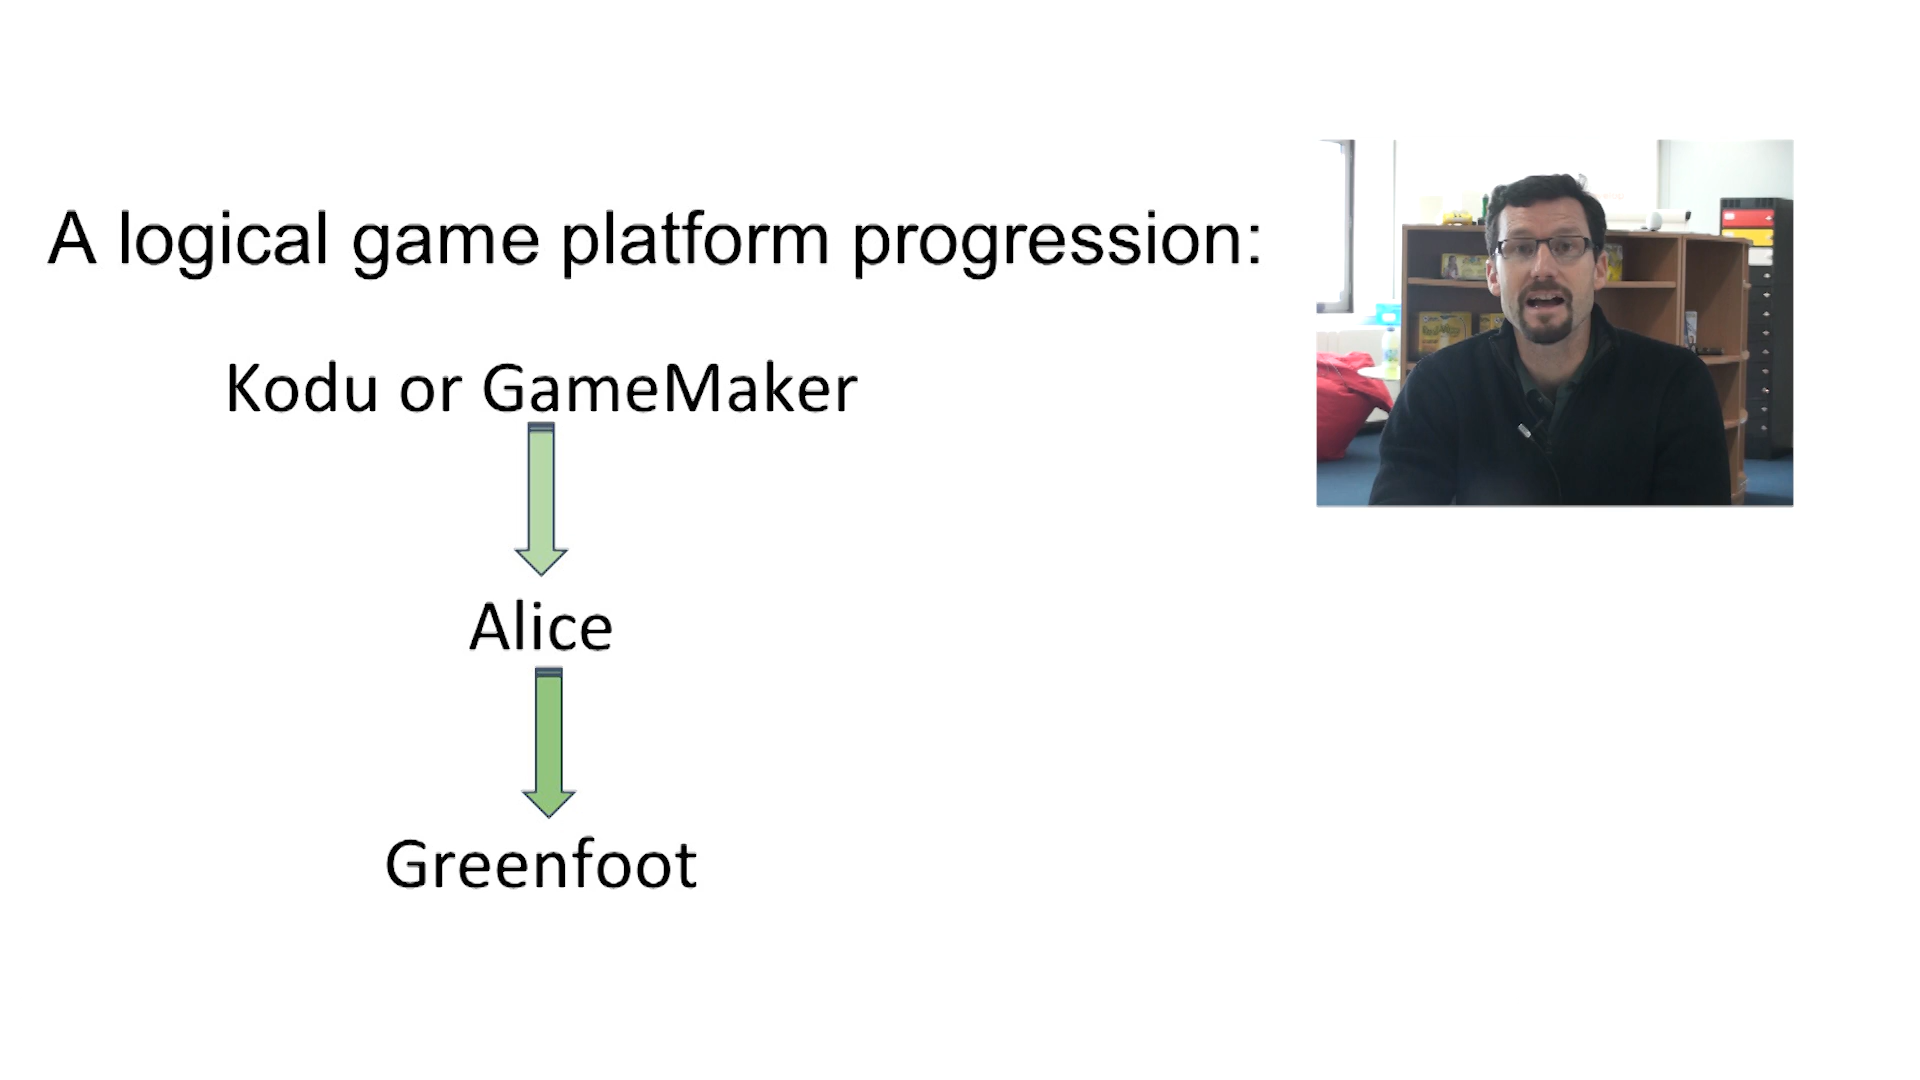 A logical game platform progression:
Kodu or GameMaker
Alice
Greenfoot